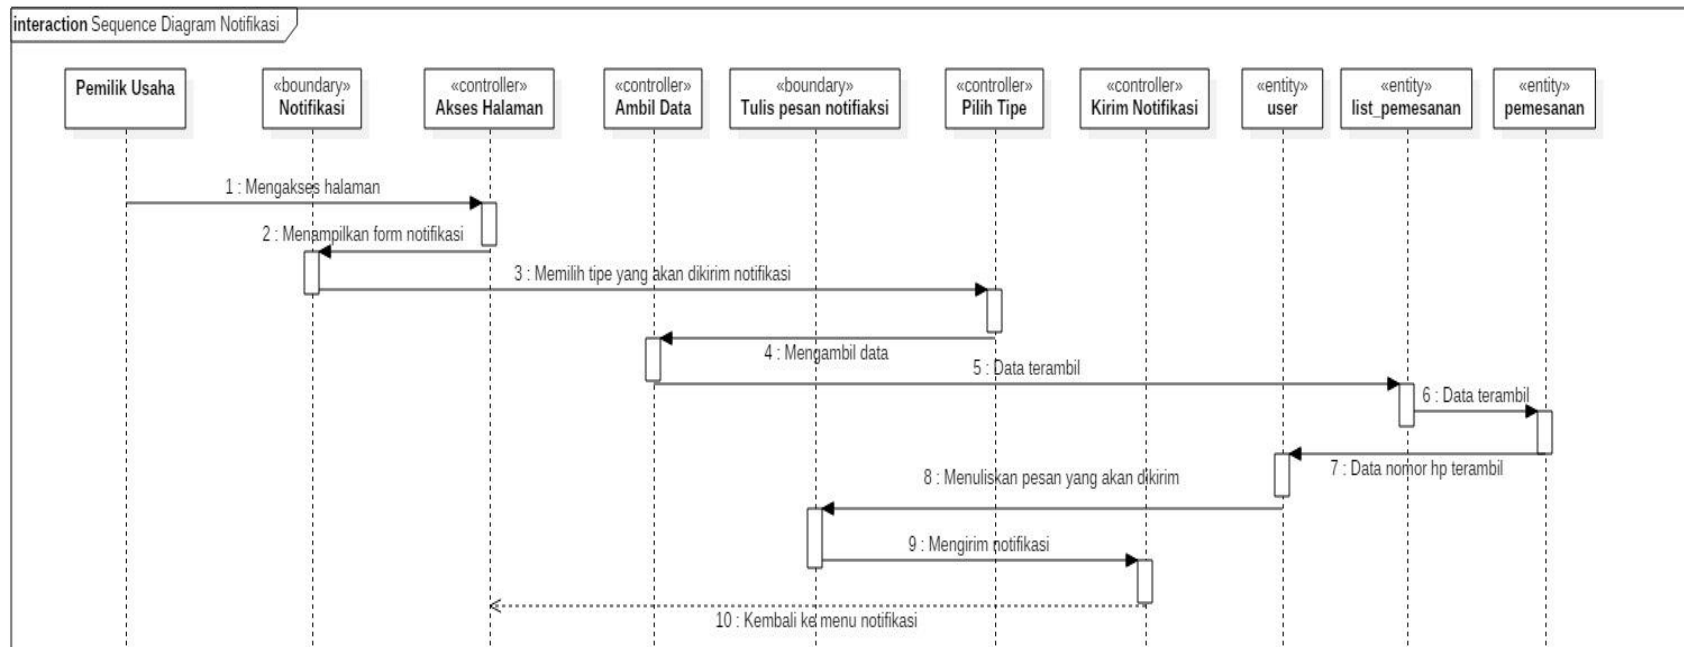 interaction Sequence Diagram Notifikasi
Pemilik Usaha
«boundary»
Notifikasi
«controller»
Akses Halaman
«controller»
Ambil Data
«boundary»
Tulis pesan notifiaksi
«controller»
Pilih Tipe
«controller»
Kirim Notifikasi
«entity»
user
«entity»
list_pemesanan
«entity»
pemesanan
1 : Mengakses halaman
2 : Menampilkan form notifikasi
3 : Memilih tipe yang akan dikirim notifikasi
4 : Mengambil data
5 : Data terambil
6 : Data terambil
7 : Data nomor hp terambil
8 : Menuliskan pesan yang akan dikirim
9 : Mengirim notifikasi
10 : Kembali ke menu notifikasi